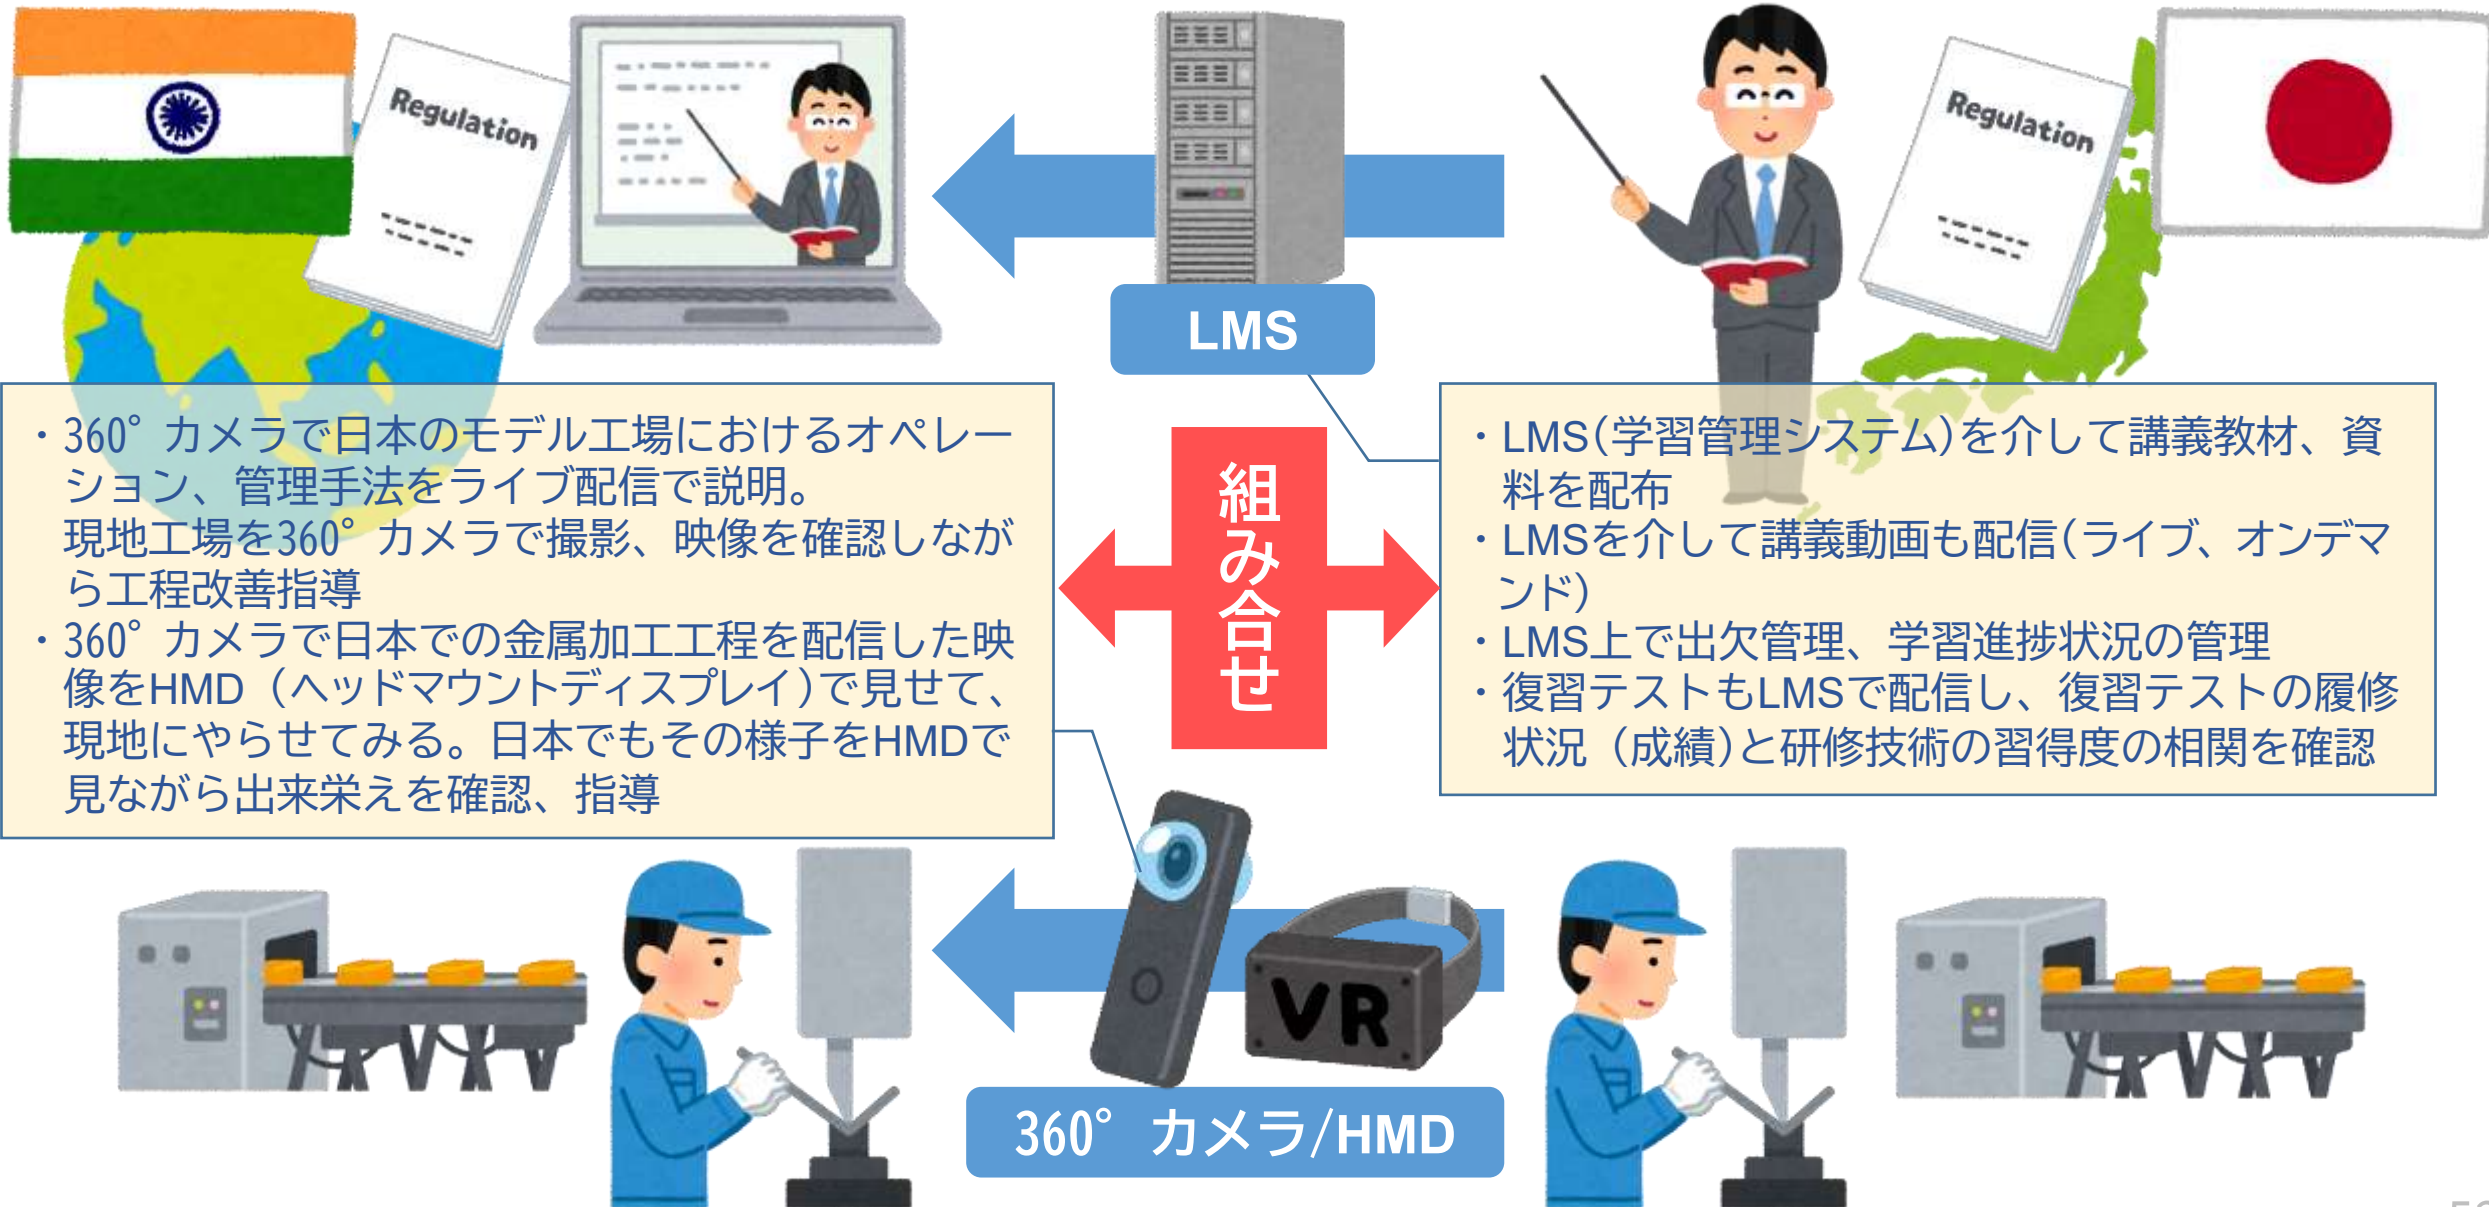 Regulation
Regulation
LMS
・360°カメラで日本のモデル工場におけるオペレー
ション、管理手法をライブ配信で説明。
現地工場を360°カメラで撮影、映像を確認しなが
ら工程改善指導
・360°カメラで日本での金属加工工程を配信した映
像をHMD（ヘッドマウントディスプレイ）で見せて、
現地にやらせてみる。日本でもその様子をHMDで
見ながら出来栄えを確認、指導
組み合せ
・LMS（学習管理システム）を介して講義教材、資
料を配布
・LMSを介して講義動画も配信（ライブ、オンデマ
ンド）
・LMS上で出欠管理、学習進捗状況の管理
・復習テストもLMSで配信し、復習テストの履修
状況（成績）と研修技術の習得度の相関を確認
VR
360°カメラ/HMD